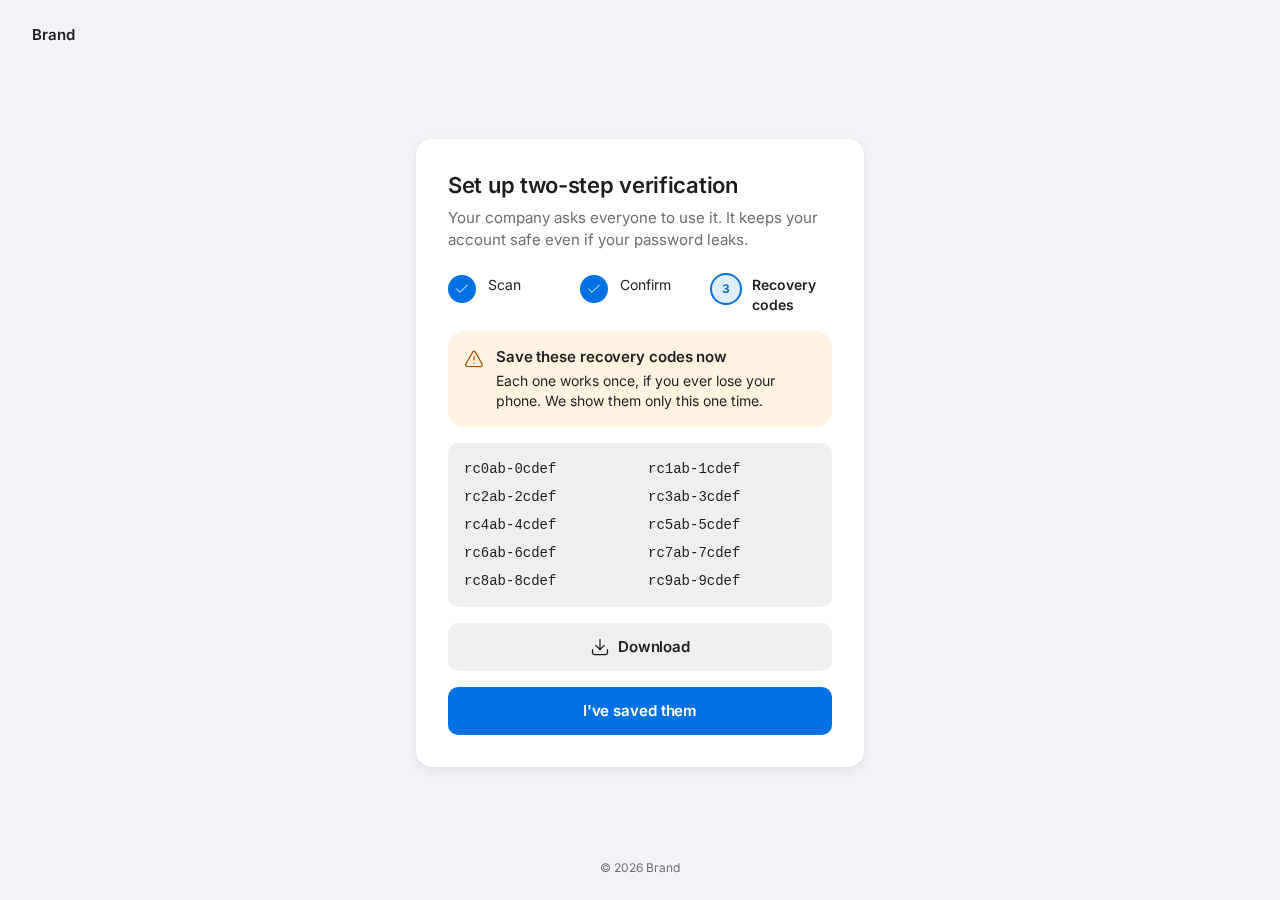 Brand
Set up two-step verification
Your company asks everyone to use it. It keeps your
account safe even if your password leaks.
Scan
Confirm
3
Recovery
codes
Save these recovery codes now
Each one works once, if you ever lose your
phone. We show them only this one time.
rc0ab-0cdef rc1ab-1cdef
rc2ab-2cdef rc3ab-3cdef
rc4ab-4cdef rc5ab-5cdef
rc6ab-6cdef rc7ab-7cdef
rc8ab-8cdef rc9ab-9cdef
Download
I've saved them
© 2026 Brand